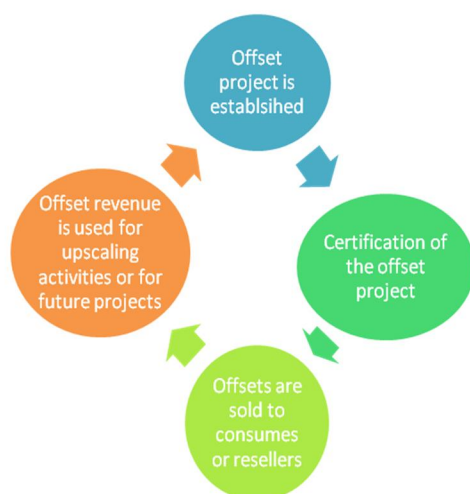 Offset
project is
establsihed
Certification of
the offset
project
Offsets are
sold to
consumes
or resellers
Offset revenue
is used for
upscaling
activities or for
future projects